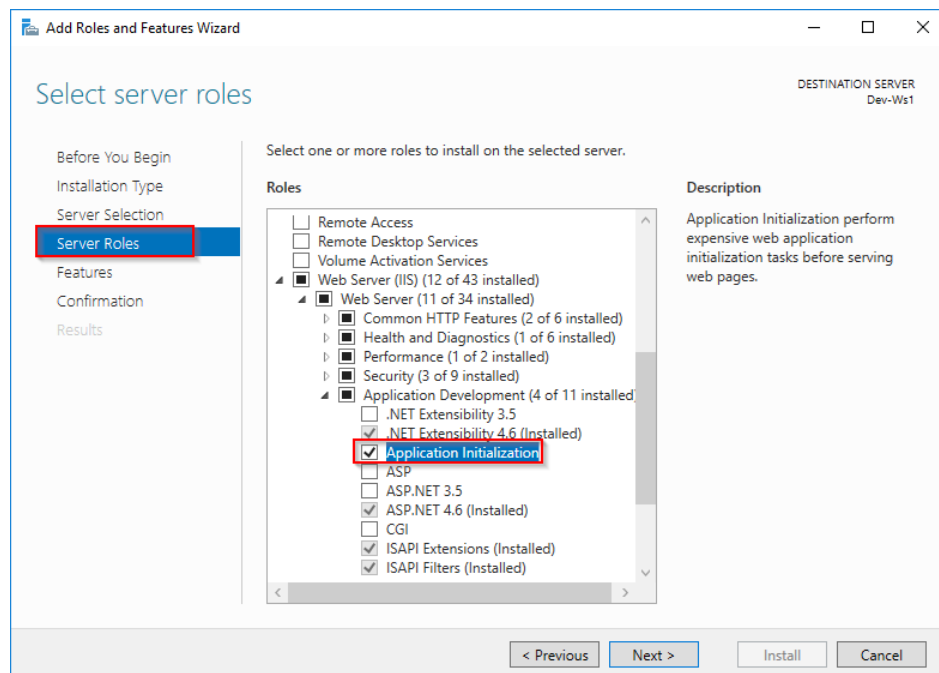 Add Roles and Features Wizard
Select server roles
DESTINATION SERVER
Dev-Ws1
Before You Begin
Installation Type
Server Selection
Server Roles
Features
Confirmation
Results
Select one or more roles to install on the selected server.
Roles
Remote Access
Remote Desktop Services
Volume Activation Services
Web Server (IIS) (12 of 43 installed)
Web Server (11 of 34 installed)
Common HTTP Features (2 of 6 installed)
Health and Diagnostics (1 of 6 installed)
Performance (1 of 2 installed)
Security (3 of 9 installed)
Application Development (4 of 11 installed
.NET Extensibility 3.5
.NET Extensibility 4.6 (Installed)
Application Initialization
ASP
ASP.NET 3.5
ASP.NET 4.6 (Installed)
CGI
ISAPI Extensions (Installed)
ISAPI Filters (Installed)
Description
Application Initialization perform
expensive web application
initialization tasks before serving
web pages.
< Previous
Next >
Install
Cancel